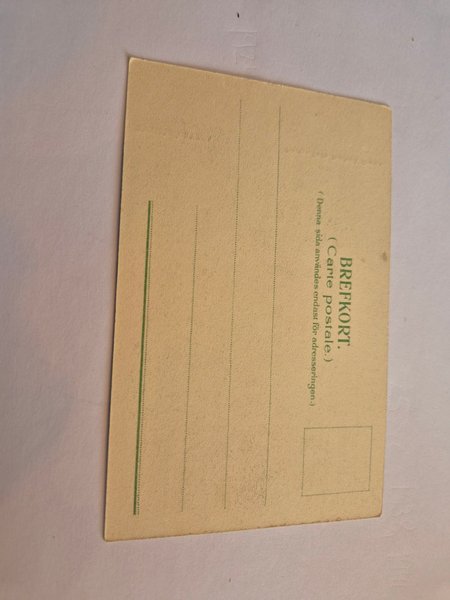 BREFKORT.
(Carte postale.)
(Denna sida användes endast för adresseringen.)